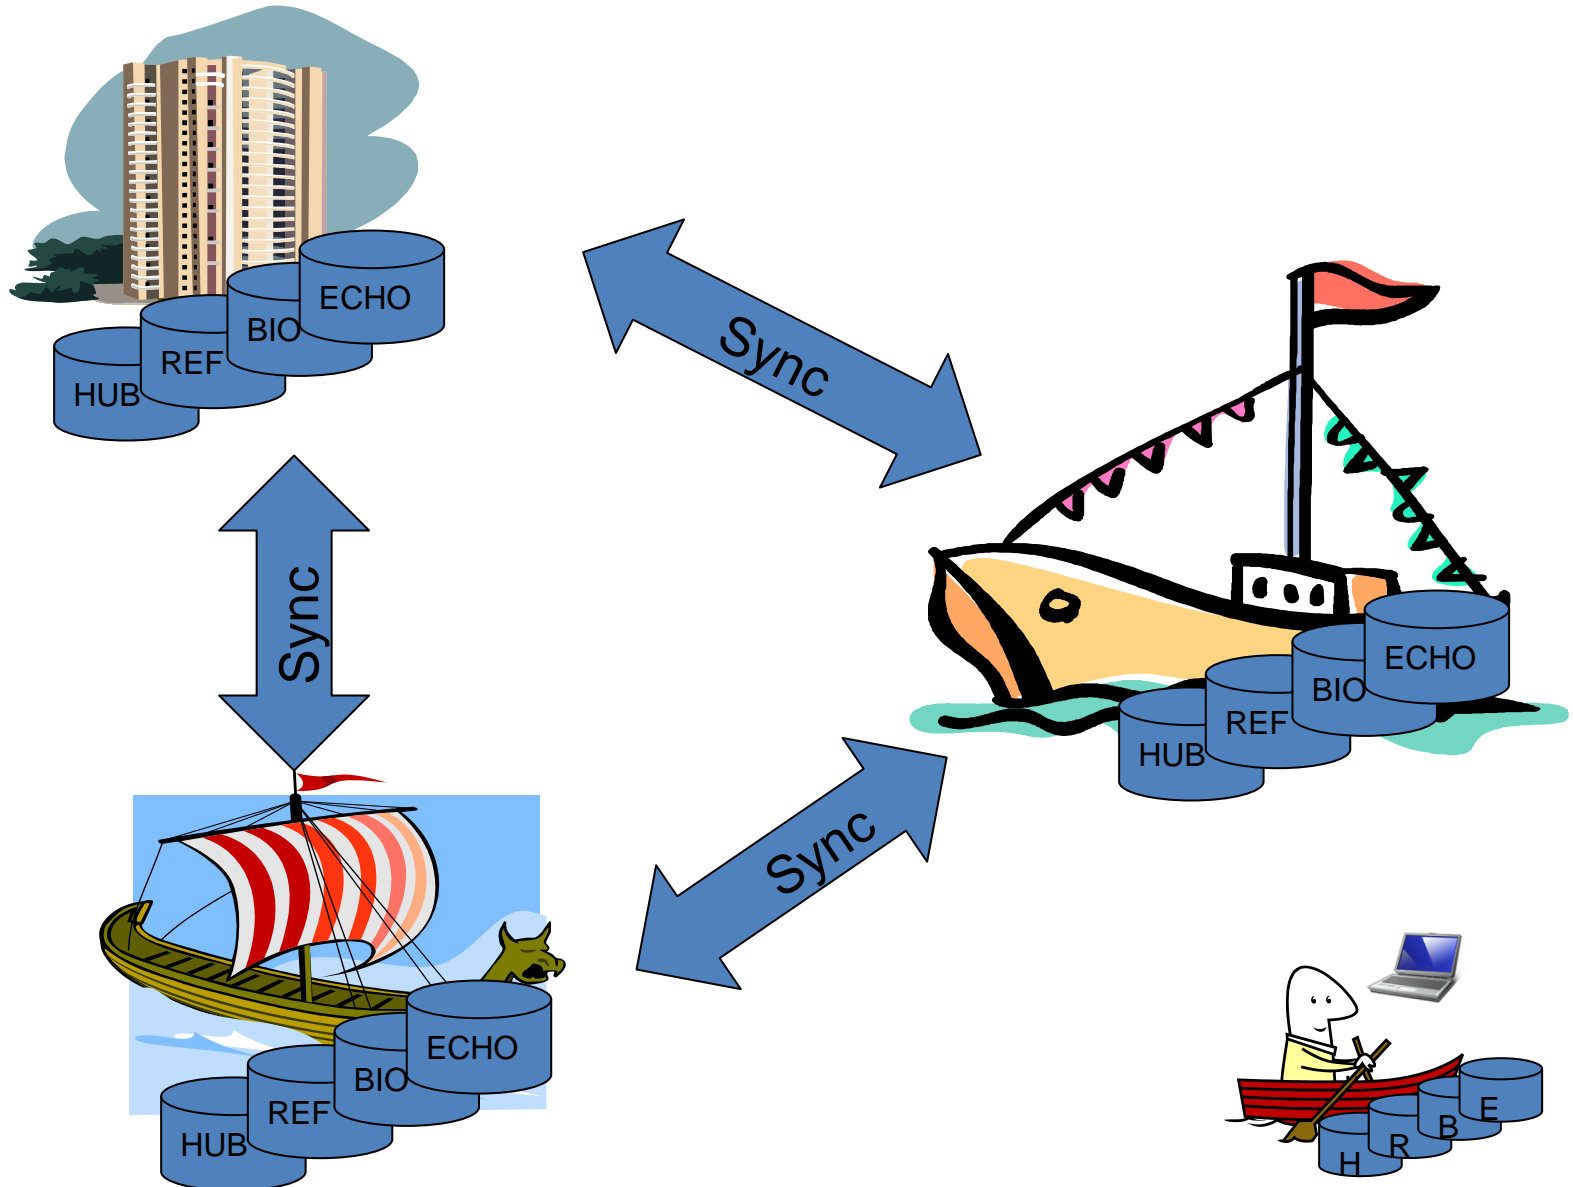 ECHO
BIO
REF
HUB
Sync
Sync
ECHO
BIO
REF
HUB
Sync
ECHO
BIO
REF
HUB
E
B
R
H